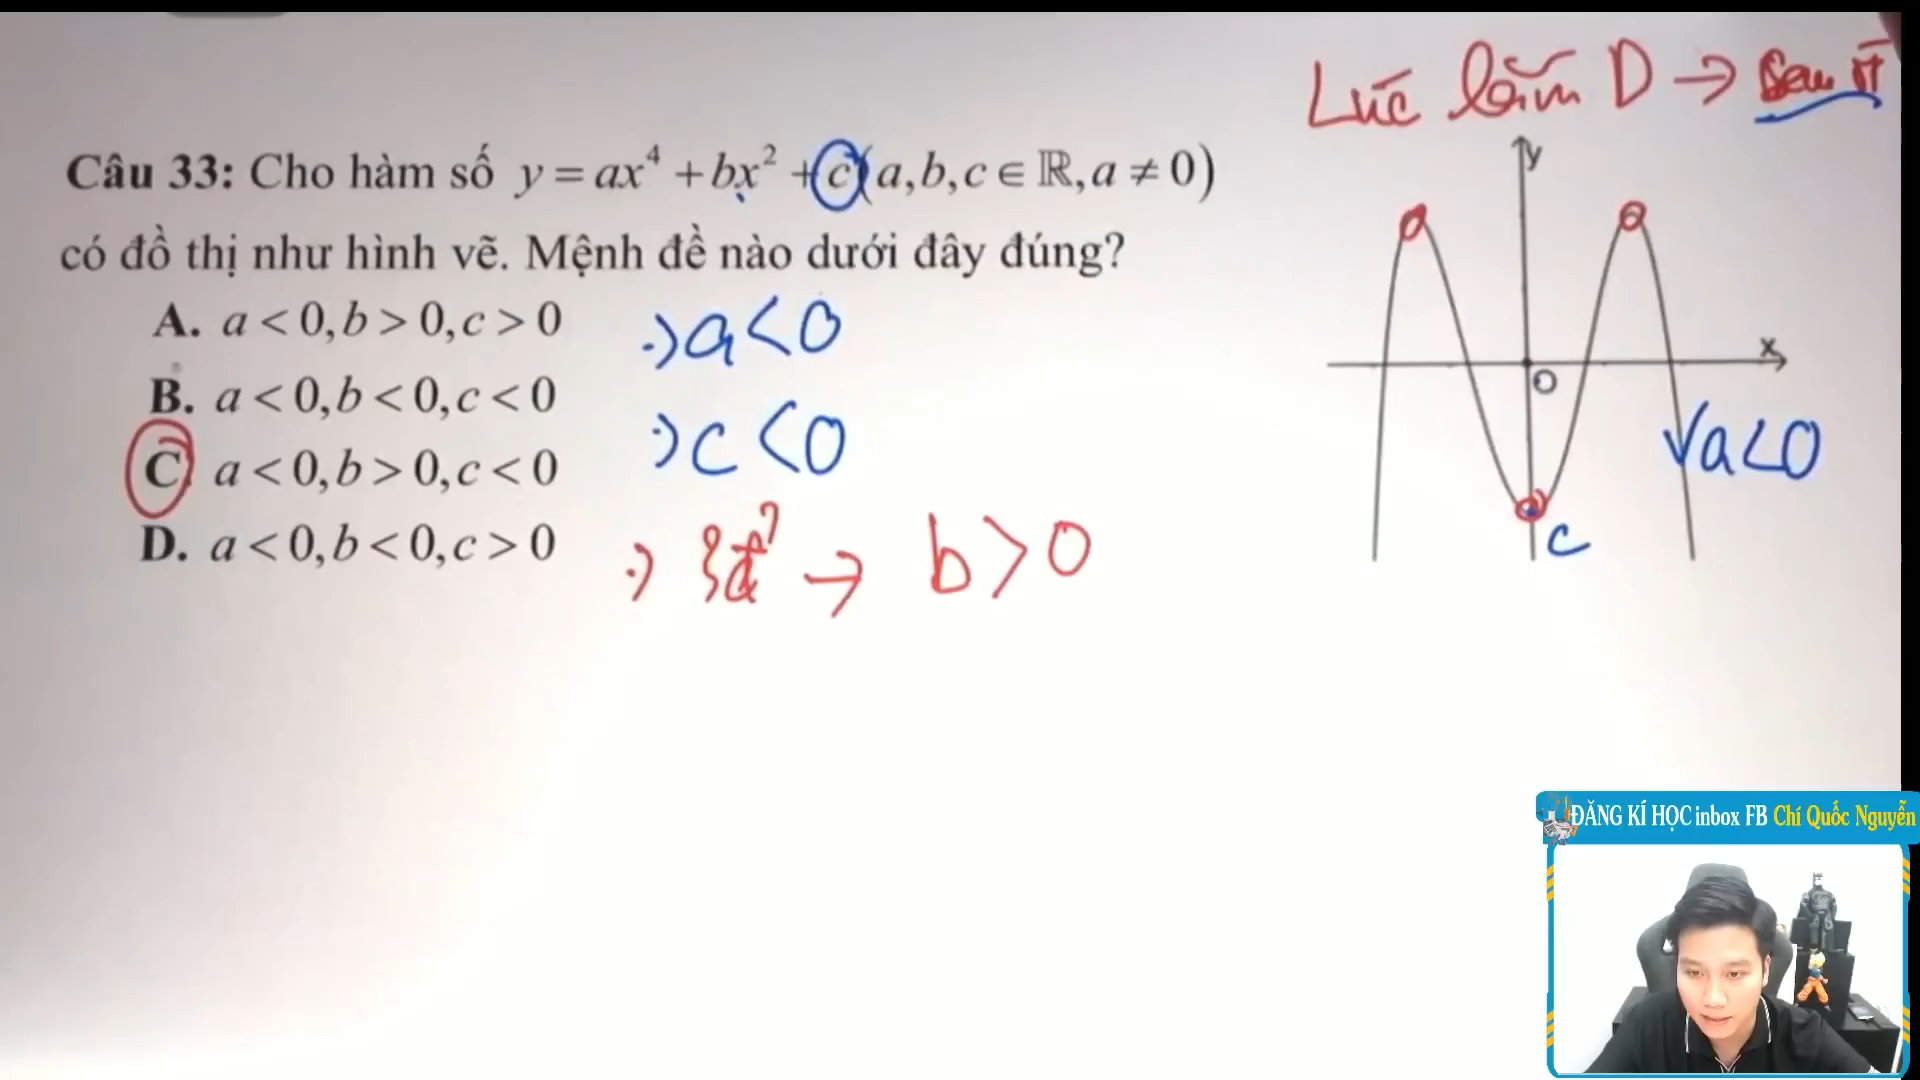 Lúc lắm D →
Câu 33: Cho hàm số y = ax⁴ + bx² + c (a, b, c ∈ ℝ, a ≠ 0)
có đồ thị như hình vẽ. Mệnh đề nào dưới đây đúng?
A. a < 0, b > 0, c > 0
B. a < 0, b < 0, c < 0
C. a < 0, b > 0, c < 0
D. a < 0, b < 0, c > 0
·) a < 0
·) c < 0
·) 3đ → b > 0
y
x
O
√a < 0
c
ĐĂNG KÍ HỌC inbox FB Chí Quốc Nguyễn